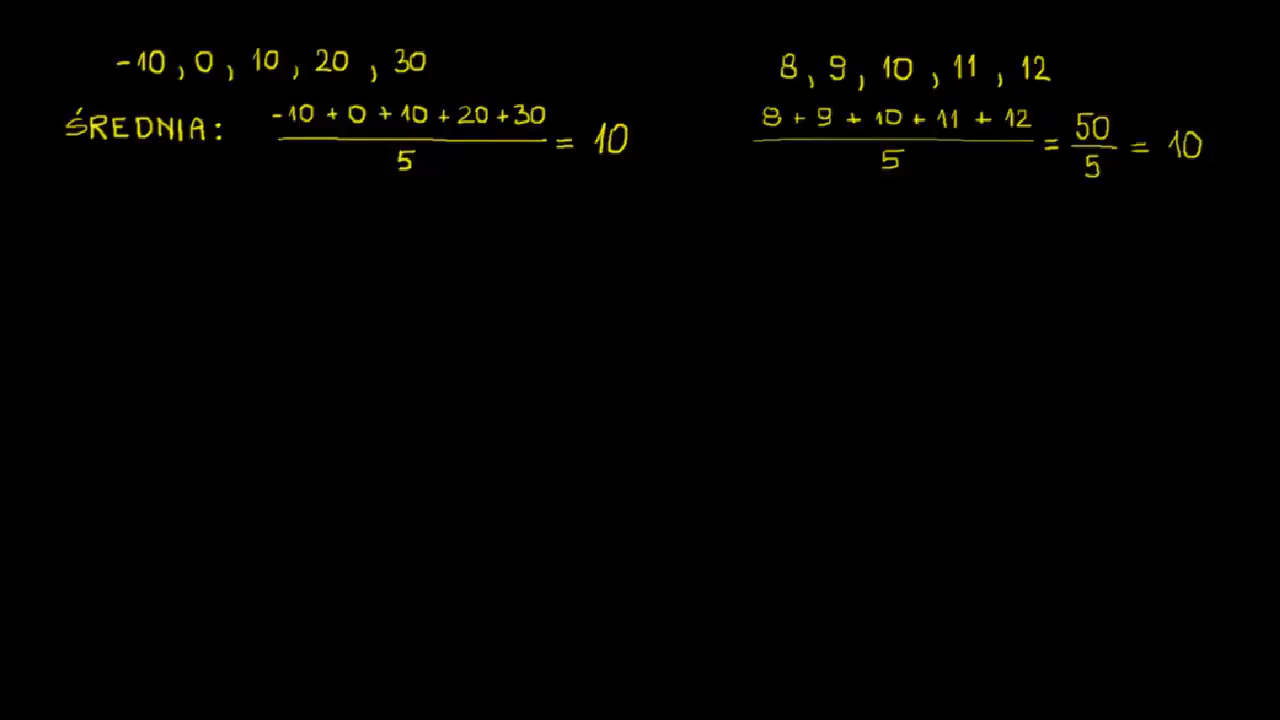 -10, 0, 10, 20, 30
ŚREDNIA: (-10 + 0 + 10 + 20 + 30)/5 = 10
8, 9, 10, 11, 12
(8 + 9 + 10 + 11 + 12)/5 = 50/5 = 10